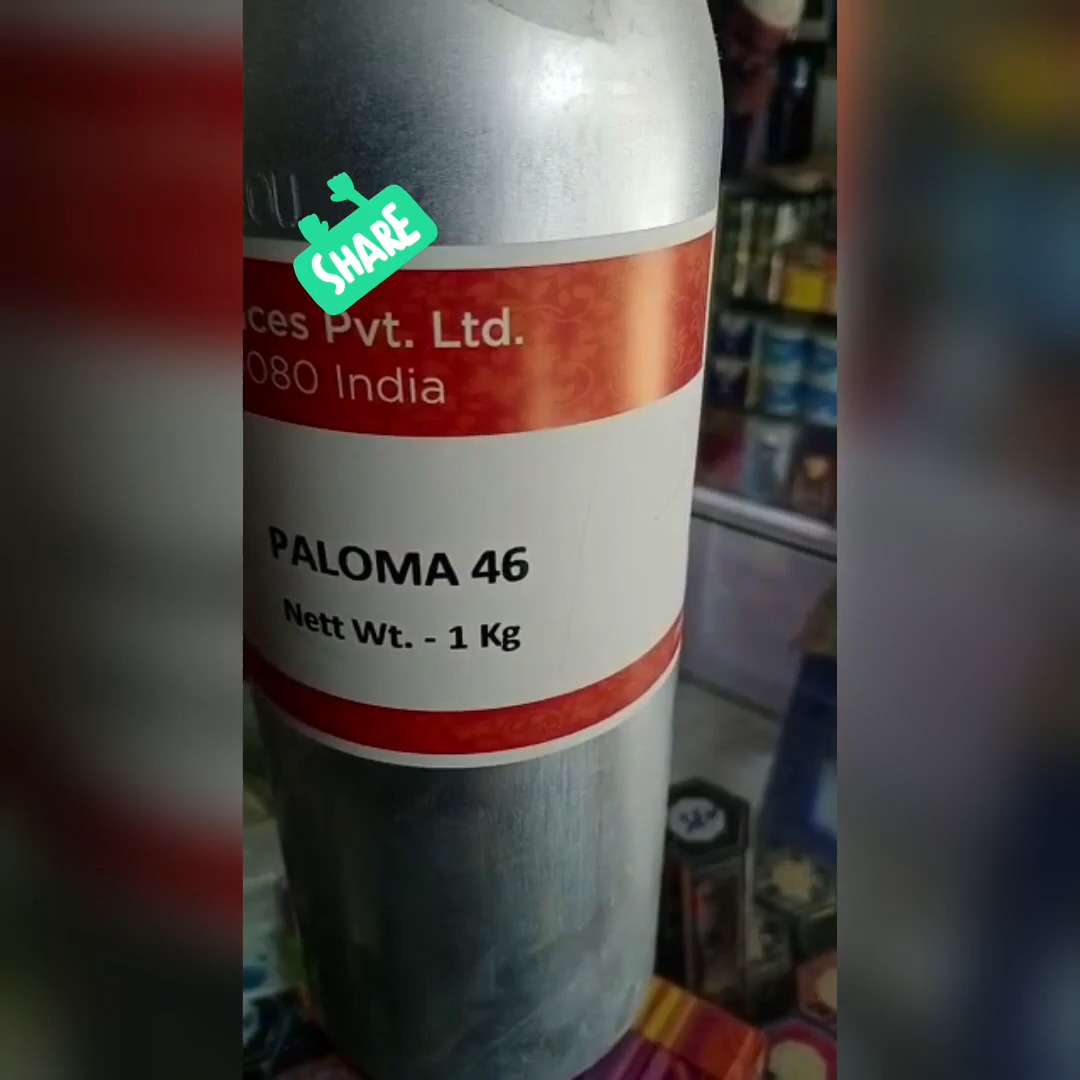 SHARE
ces Pvt. Ltd.
080 India
PALOMA 46
Nett Wt. - 1 Kg